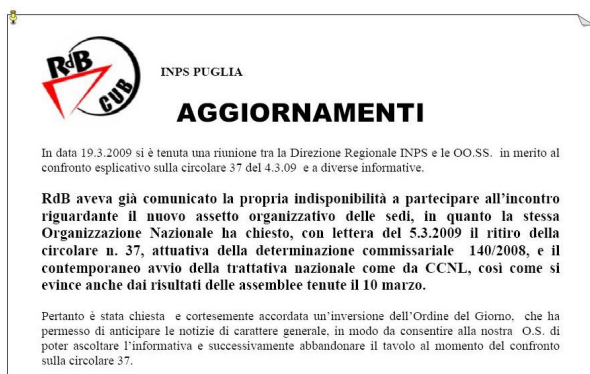 RdB
CUB
INPS PUGLIA
AGGIORNAMENTI
In data 19.3.2009 si è tenuta una riunione tra la Direzione Regionale INPS e le OO.SS. in merito al
confronto esplicativo sulla circolare 37 del 4.3.09 e a diverse informative.
RdB aveva già comunicato la propria indisponibilità a partecipare all'incontro
riguardante il nuovo assetto organizzativo delle sedi, in quanto la stessa
Organizzazione Nazionale ha chiesto, con lettera del 5.3.2009 il ritiro della
circolare n. 37, attuativa della determinazione commissariale 140/2008, e il
contemporaneo avvio della trattativa nazionale come da CCNL, così come si
evince anche dai risultati delle assemblee tenute il 10 marzo.
Pertanto è stata chiesta e cortesemente accordata un'inversione dell'Ordine del Giorno, che ha
permesso di anticipare le notizie di carattere generale, in modo da consentire alla nostra O.S. di
poter ascoltare l'informativa e successivamente abbandonare il tavolo al momento del confronto
sulla circolare 37.